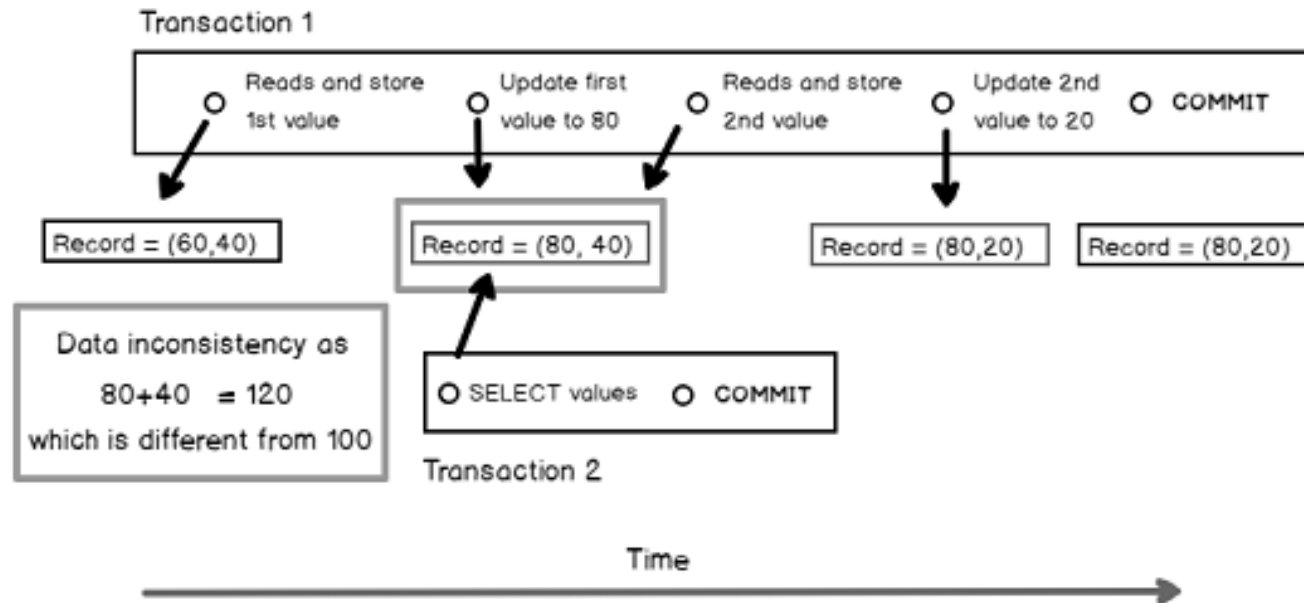 Transaction 1
Reads and store
1st value
Update first
value to 80
Reads and store
2nd value
Update 2nd
value to 20
COMMIT
Record = (60,40)
Record = (80, 40)
Record = (80,20)
Record = (80,20)
Data inconsistency as
80+40 = 120
which is different from 100
SELECT values
COMMIT
Transaction 2
Time